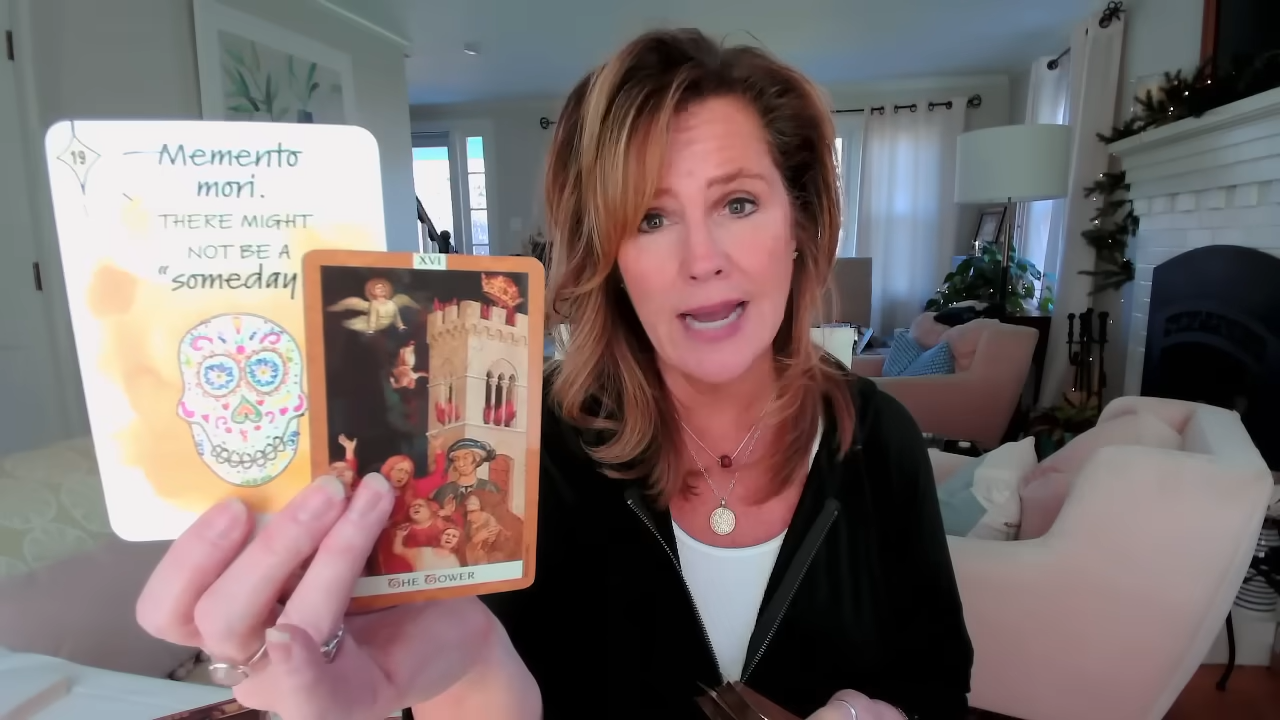 19
Memento
mori.
THERE MIGHT
NOT BE A
"someday
XVI
THE TOWER